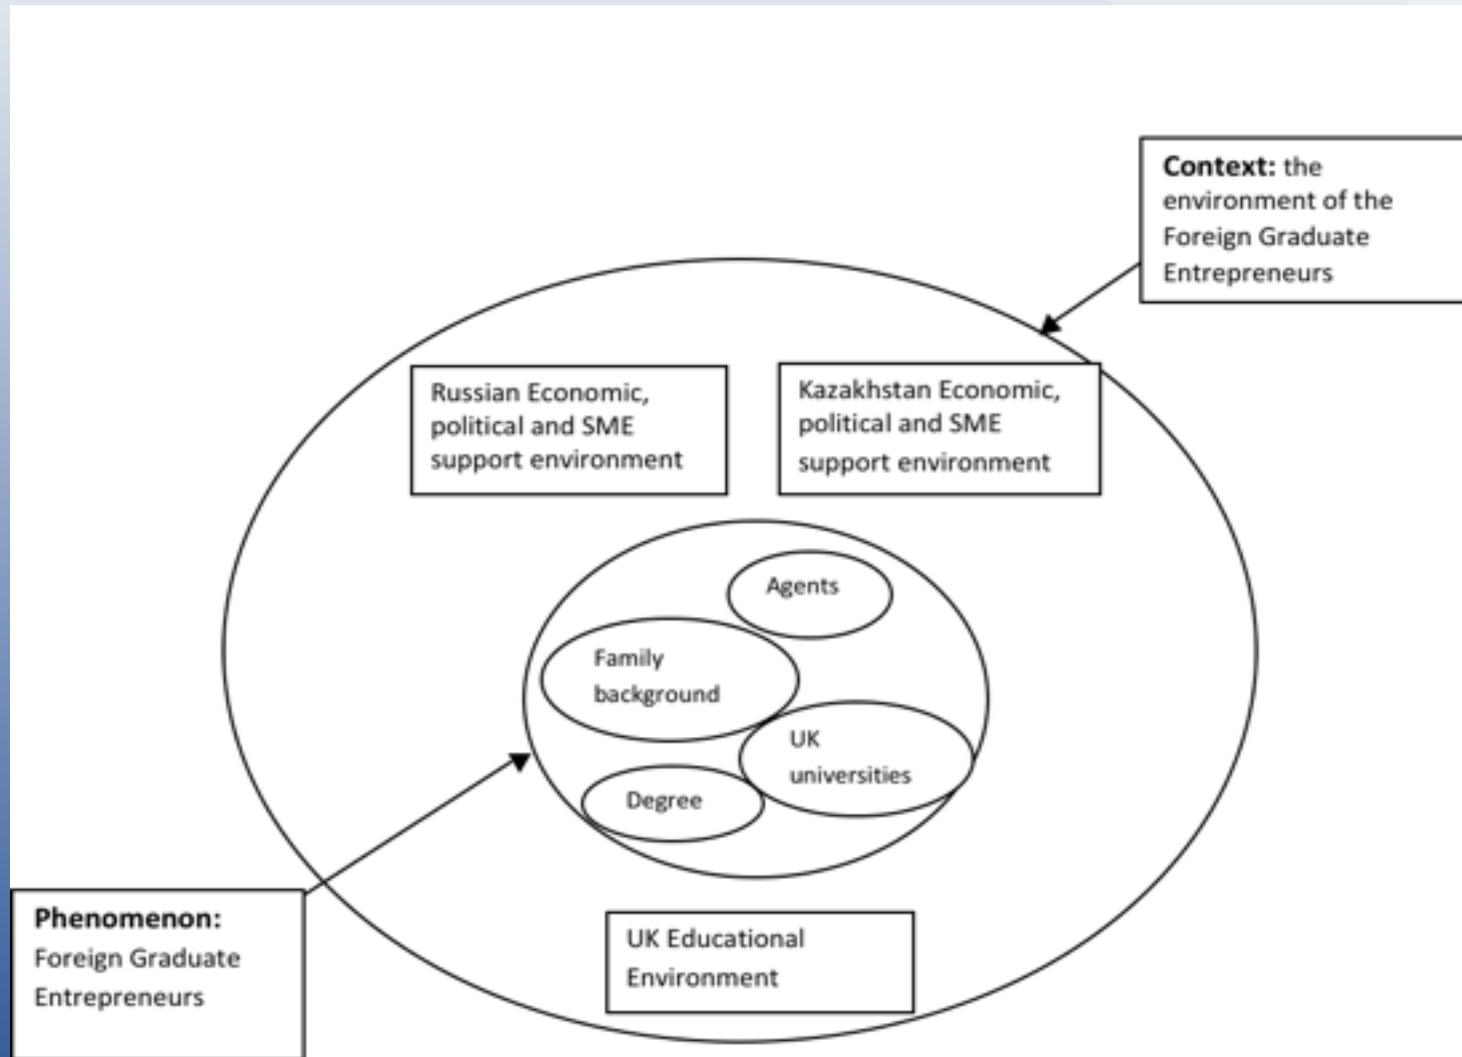 Context: the
environment of the
Foreign Graduate
Entrepreneurs
Russian Economic,
political and SME
support environment
Kazakhstan Economic,
political and SME
support environment
Agents
Family
background
UK
universities
Degree
Phenomenon:
Foreign Graduate
Entrepreneurs
UK Educational
Environment